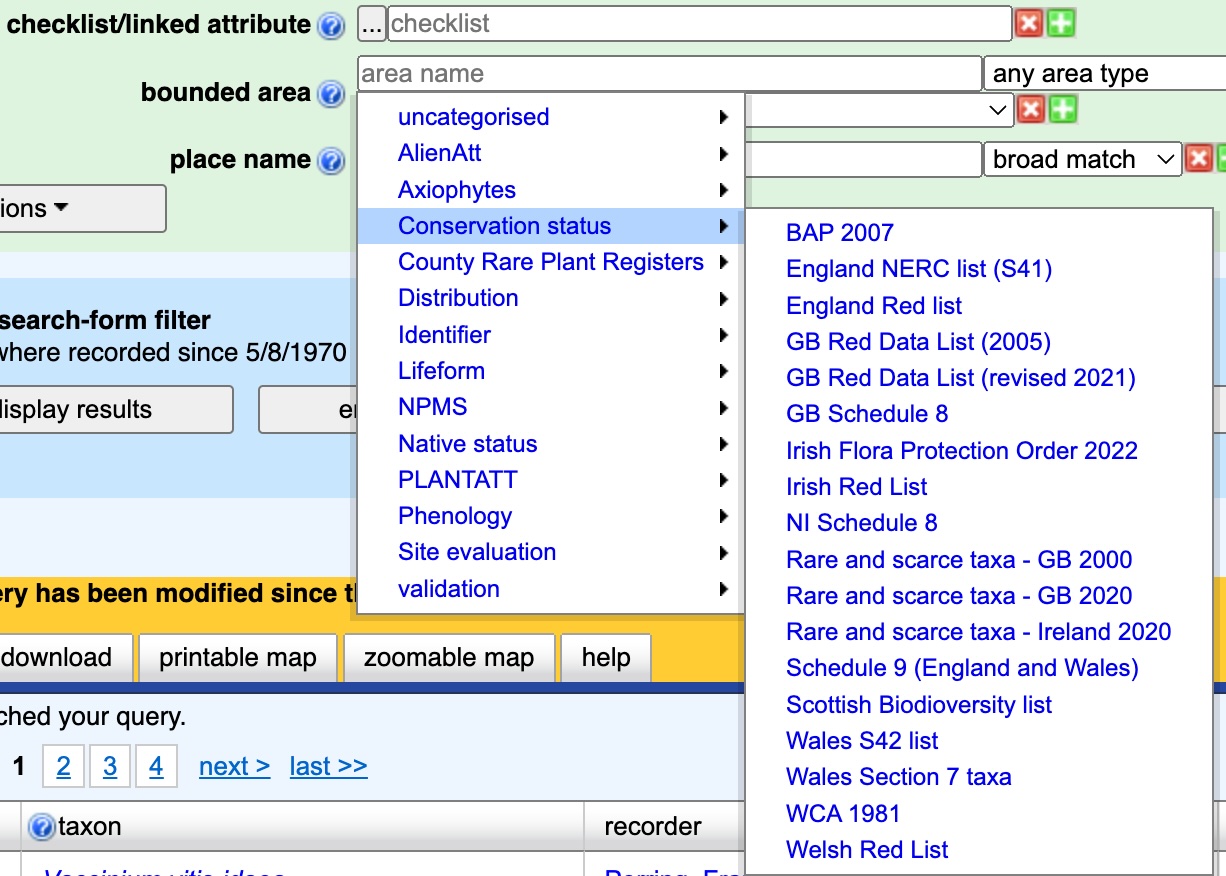 checklist/linked attribute ? ... checklist
bounded area ? area name any area type
place name ? broad match
ions
uncategorised
AlienAtt
Axiophytes
Conservation status
County Rare Plant Registers
Distribution
Identifier
Lifeform
NPMS
Native status
PLANTATT
Phenology
Site evaluation
validation
BAP 2007
England NERC list (S41)
England Red list
GB Red Data List (2005)
GB Red Data List (revised 2021)
GB Schedule 8
Irish Flora Protection Order 2022
Irish Red List
NI Schedule 8
Rare and scarce taxa - GB 2000
Rare and scarce taxa - GB 2020
Rare and scarce taxa - Ireland 2020
Schedule 9 (England and Wales)
Scottish Biodioversity list
Wales S42 list
Wales Section 7 taxa
WCA 1981
Welsh Red List
search-form filter
where recorded since 5/8/1970
display results
ery has been modified since
download printable map zoomable map help
ched your query.
1 2 3 4 next > last >>
? taxon recorder